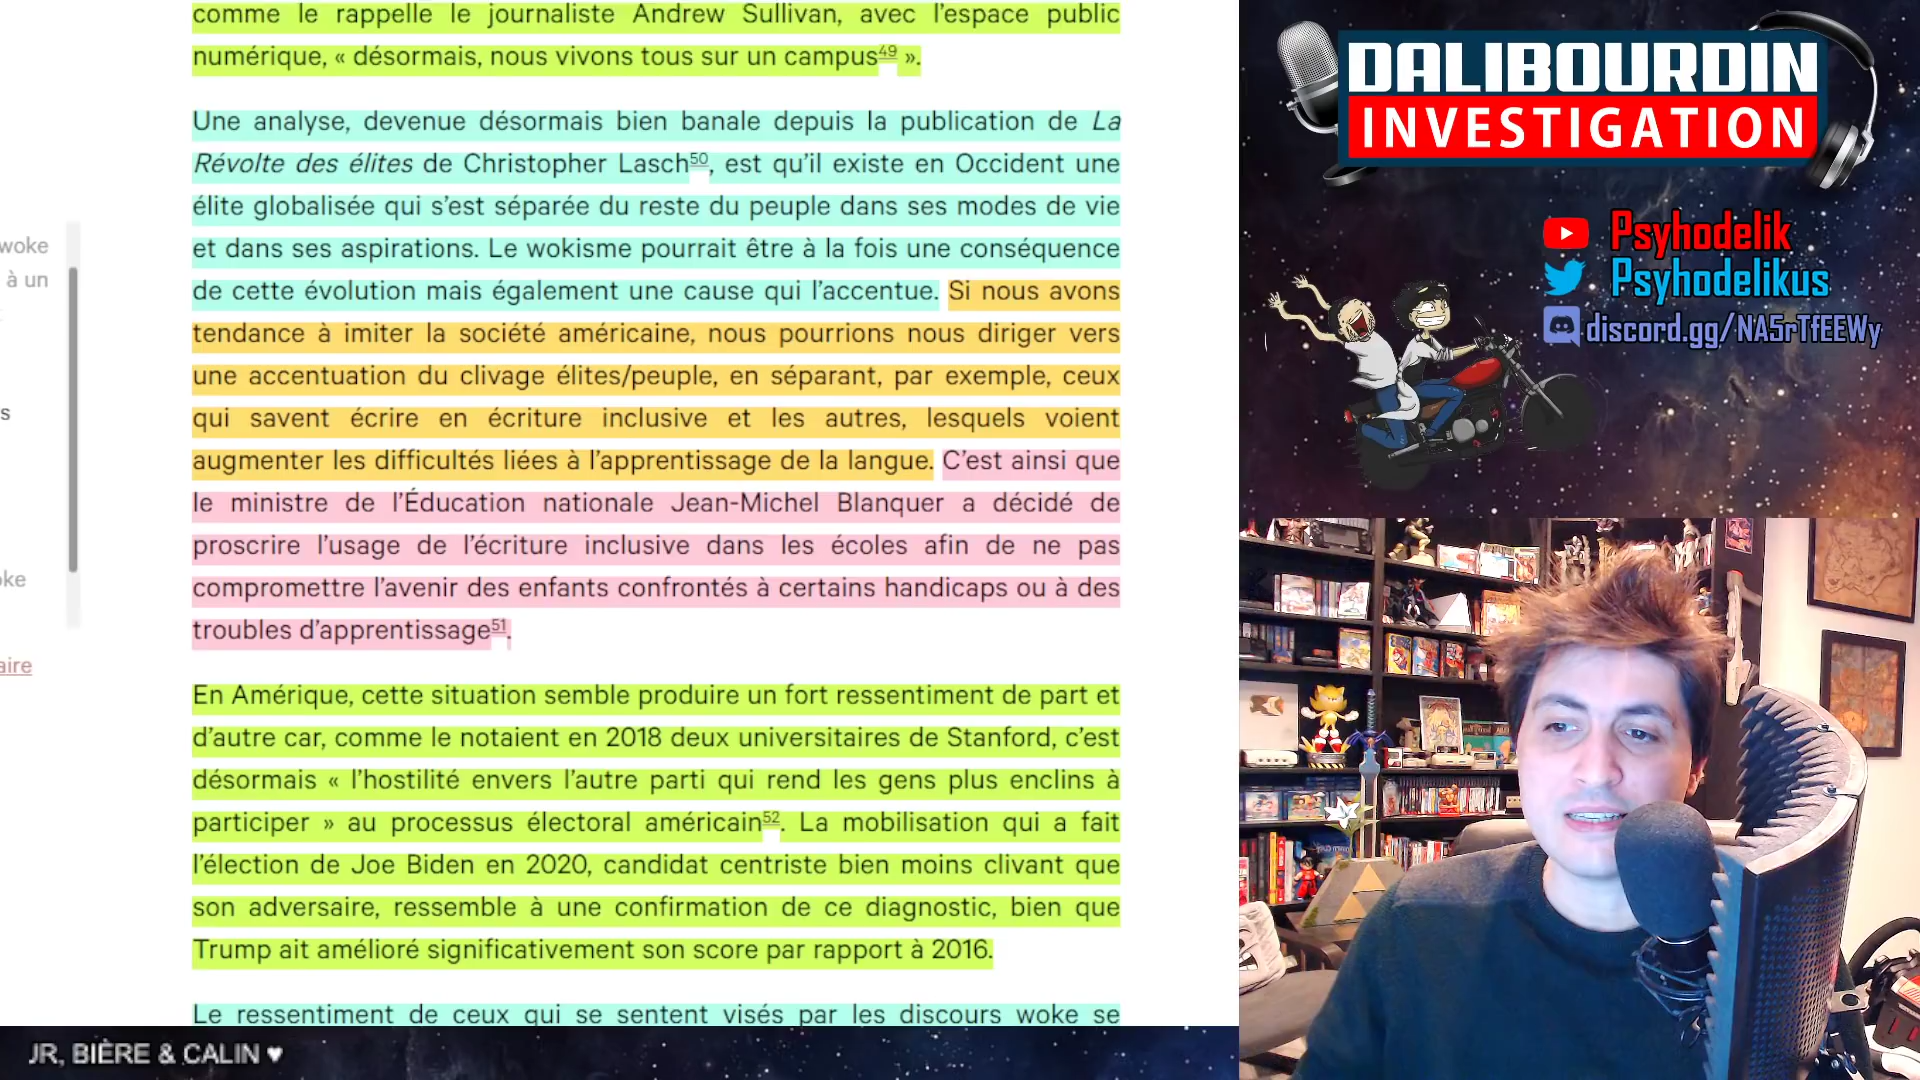 comme le rappelle le journaliste Andrew Sullivan, avec l’espace public
numérique, « désormais, nous vivons tous sur un campus49 ».
Une analyse, devenue désormais bien banale depuis la publication de La
Révolte des élites de Christopher Lasch50, est qu’il existe en Occident une
élite globalisée qui s’est séparée du reste du peuple dans ses modes de vie
et dans ses aspirations. Le wokisme pourrait être à la fois une conséquence
de cette évolution mais également une cause qui l’accentue. Si nous avons
tendance à imiter la société américaine, nous pourrions nous diriger vers
une accentuation du clivage élites/peuple, en séparant, par exemple, ceux
qui savent écrire en écriture inclusive et les autres, lesquels voient
augmenter les difficultés liées à l’apprentissage de la langue. C’est ainsi que
le ministre de l’Éducation nationale Jean-Michel Blanquer a décidé de
proscrire l’usage de l’écriture inclusive dans les écoles afin de ne pas
compromettre l’avenir des enfants confrontés à certains handicaps ou à des
troubles d’apprentissage51.
En Amérique, cette situation semble produire un fort ressentiment de part et
d’autre car, comme le notaient en 2018 deux universitaires de Stanford, c’est
désormais « l’hostilité envers l’autre parti qui rend les gens plus enclins à
participer » au processus électoral américain52. La mobilisation qui a fait
l’élection de Joe Biden en 2020, candidat centriste bien moins clivant que
son adversaire, ressemble à une confirmation de ce diagnostic, bien que
Trump ait amélioré significativement son score par rapport à 2016.
Le ressentiment de ceux qui se sentent visés par les discours woke se
woke
à un
s
oke
aire
JR, BIÈRE & CALIN ♥
DALIBOURDIN
INVESTIGATION
Psyhodelik
Psyhodelikus
discord.gg/NA5rTfEEWy